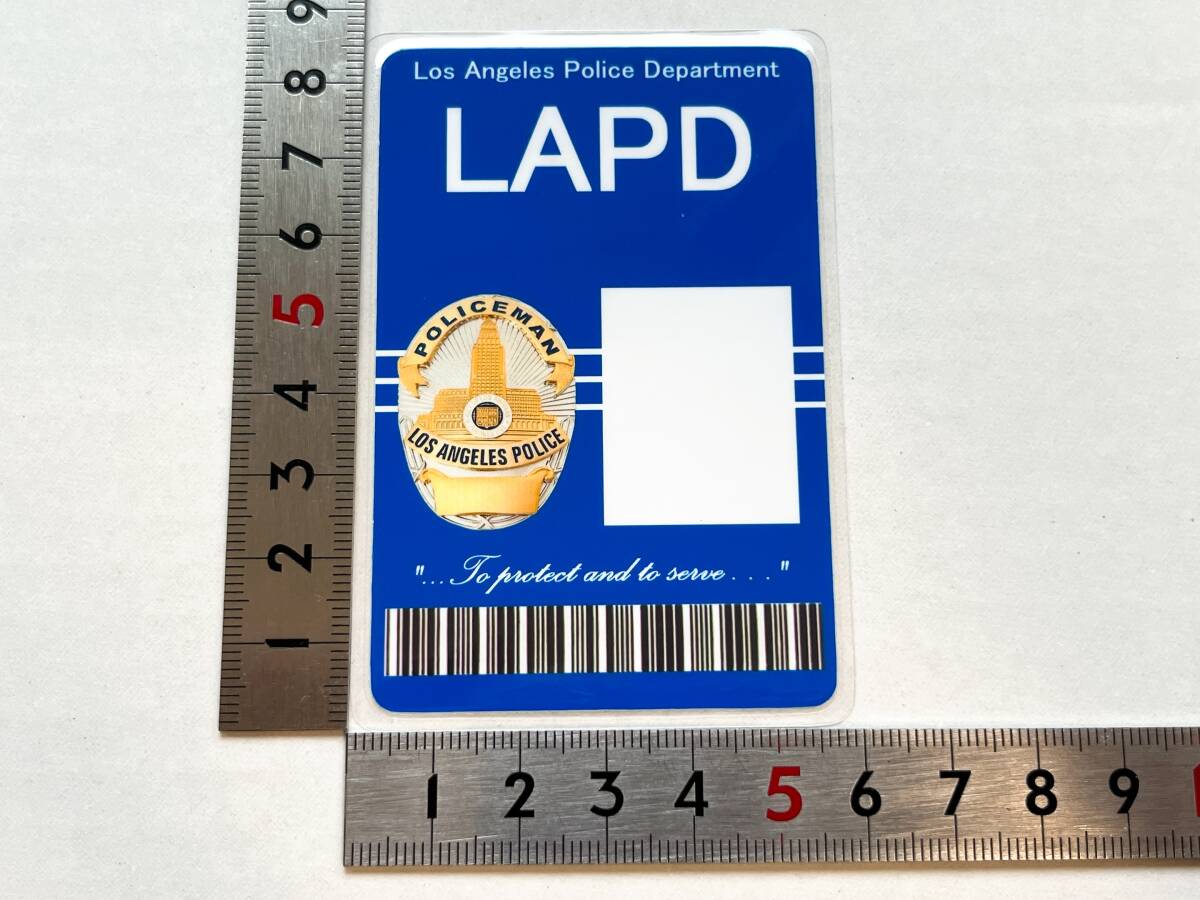 Los Angeles Police Department
LAPD
POLICEMAN
LOS ANGELES POLICE
"... To protect and to serve . . . "
9
8
7
6
5
4
3
2
1
1 2 3 4 5 6 7 8 9